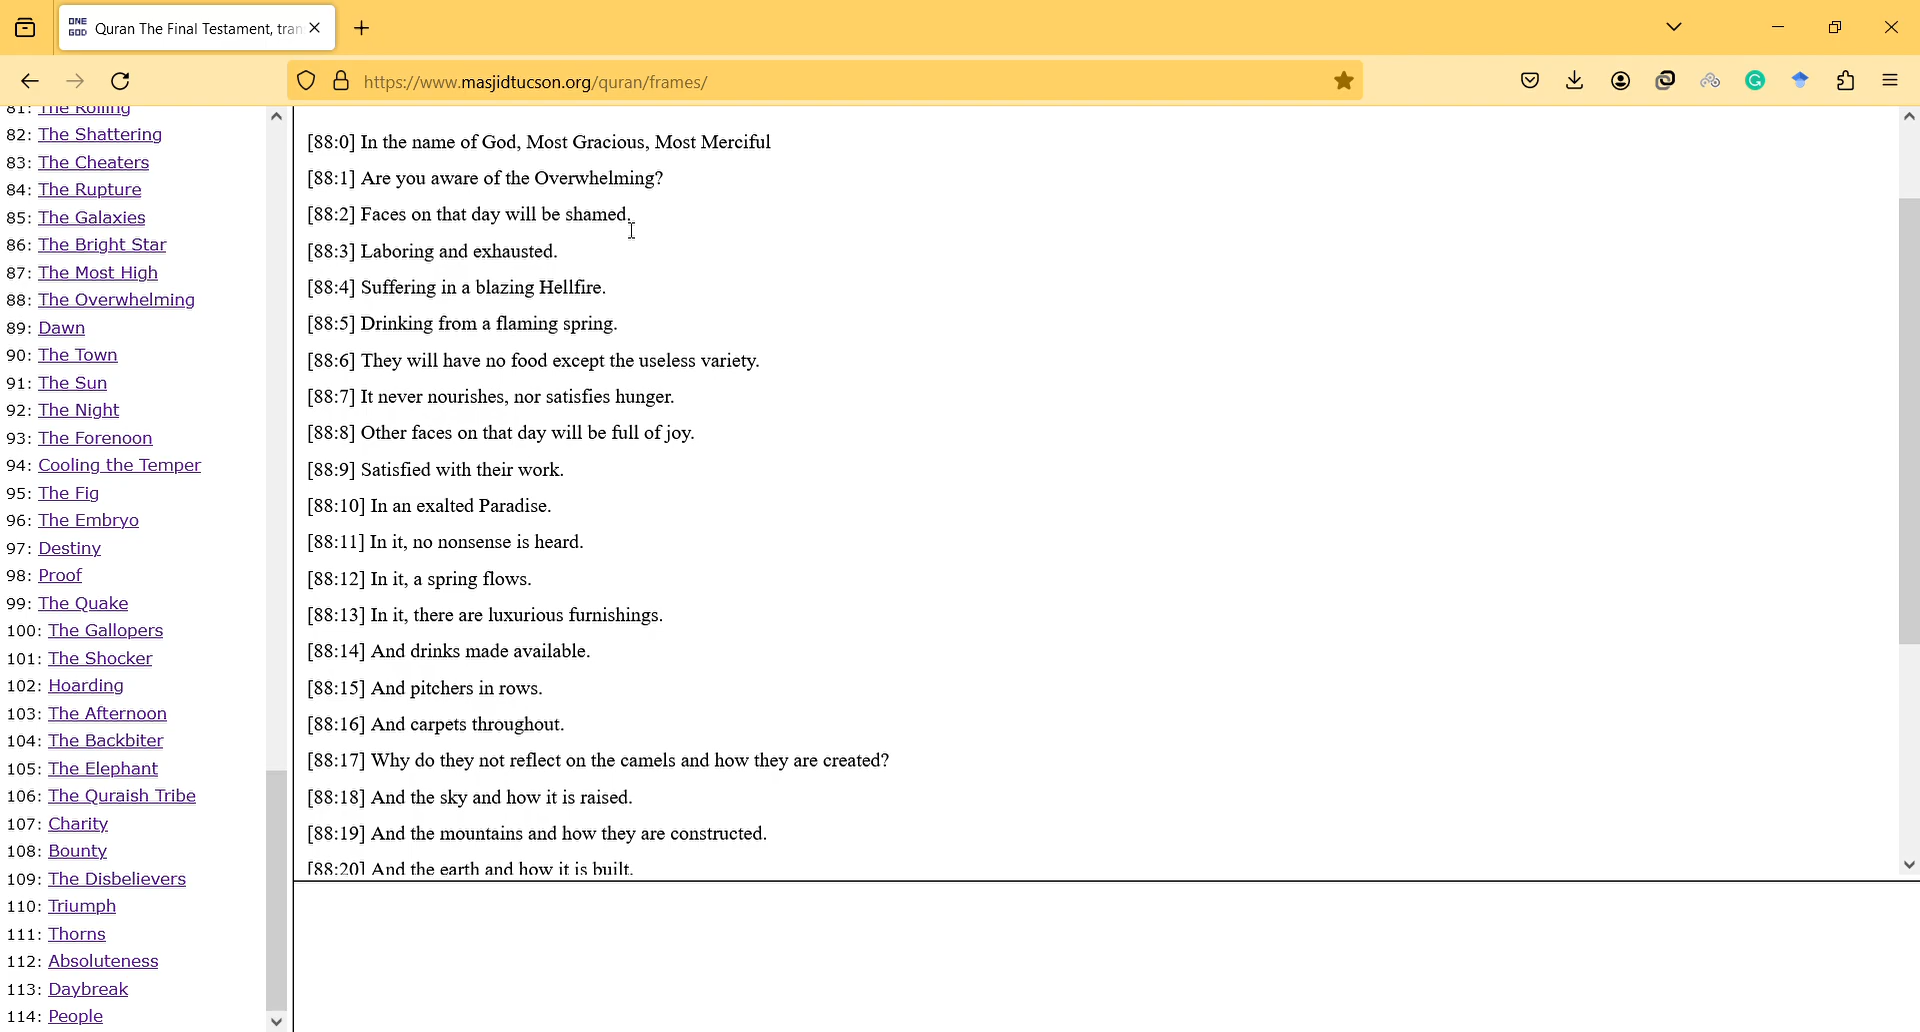 ONE
GOD
Quran The Final Testament, tran
https://www.masjidtucson.org/quran/frames/
81: The Rolling
82: The Shattering
83: The Cheaters
84: The Rupture
85: The Galaxies
86: The Bright Star
87: The Most High
88: The Overwhelming
89: Dawn
90: The Town
91: The Sun
92: The Night
93: The Forenoon
94: Cooling the Temper
95: The Fig
96: The Embryo
97: Destiny
98: Proof
99: The Quake
100: The Gallopers
101: The Shocker
102: Hoarding
103: The Afternoon
104: The Backbiter
105: The Elephant
106: The Quraish Tribe
107: Charity
108: Bounty
109: The Disbelievers
110: Triumph
111: Thorns
112: Absoluteness
113: Daybreak
114: People
[88:0] In the name of God, Most Gracious, Most Merciful
[88:1] Are you aware of the Overwhelming?
[88:2] Faces on that day will be shamed.
[88:3] Laboring and exhausted.
[88:4] Suffering in a blazing Hellfire.
[88:5] Drinking from a flaming spring.
[88:6] They will have no food except the useless variety.
[88:7] It never nourishes, nor satisfies hunger.
[88:8] Other faces on that day will be full of joy.
[88:9] Satisfied with their work.
[88:10] In an exalted Paradise.
[88:11] In it, no nonsense is heard.
[88:12] In it, a spring flows.
[88:13] In it, there are luxurious furnishings.
[88:14] And drinks made available.
[88:15] And pitchers in rows.
[88:16] And carpets throughout.
[88:17] Why do they not reflect on the camels and how they are created?
[88:18] And the sky and how it is raised.
[88:19] And the mountains and how they are constructed.
[88:20] And the earth and how it is built.